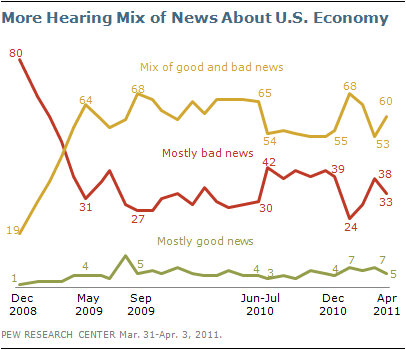 More Hearing Mix of News About U.S. Economy
80
Mix of good and bad news
64
68
65
68
60
54
55
53
19
Mostly bad news
42
39
38
31
27
30
24
33
Mostly good news
1
4
5
4
3
4
7
7
5
Dec 2008
May 2009
Sep 2009
Jun-Jul 2010
Dec 2010
Apr 2011
PEW RESEARCH CENTER Mar. 31-Apr. 3, 2011.